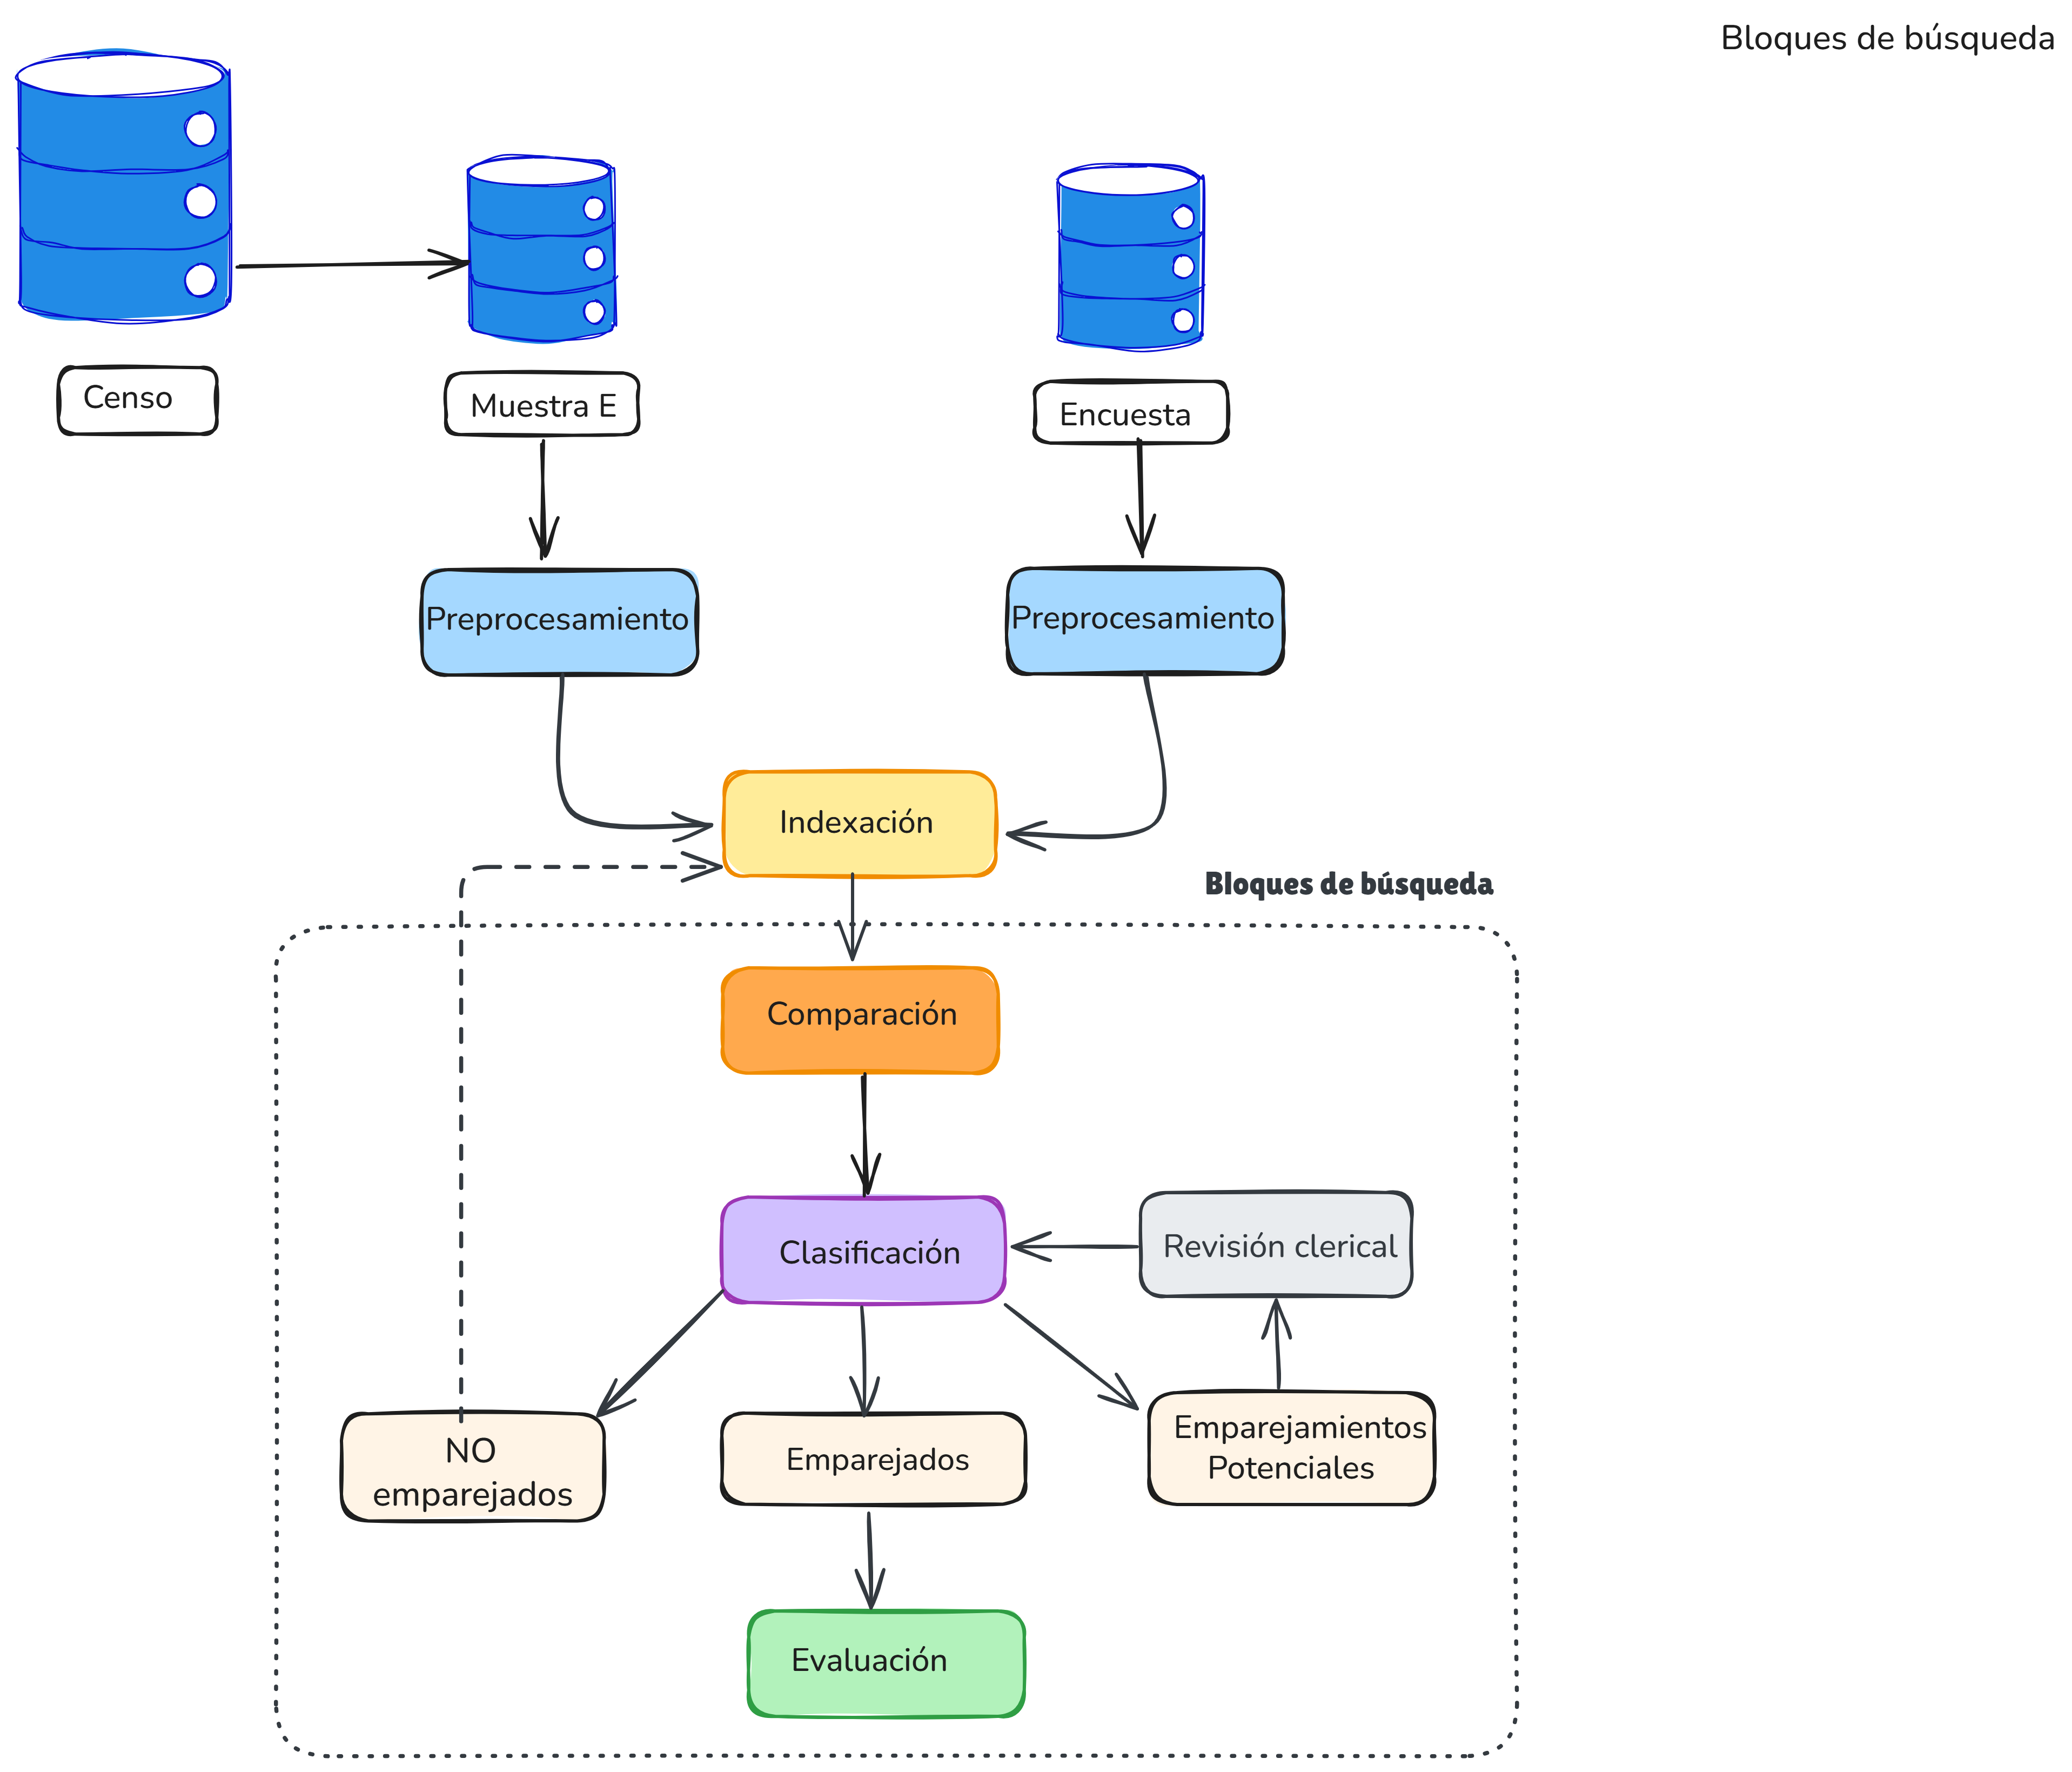 Bloques de búsqueda
Censo
Muestra E
Encuesta
Preprocesamiento
Preprocesamiento
Indexación
Bloques de búsqueda
Comparación
Clasificación
Revisión clerical
NO
emparejados
Emparejados
Emparejamientos
Potenciales
Evaluación